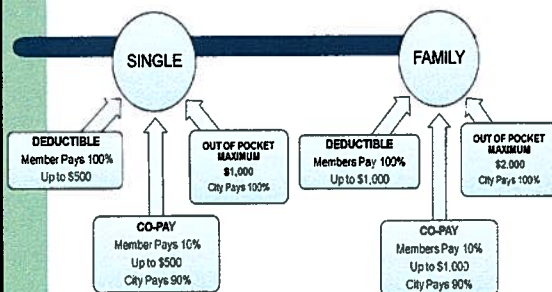 SINGLE
FAMILY
DEDUCTIBLE
Member Pays 100%
Up to $500
OUT OF POCKET
MAXIMUM
$1,000
City Pays 100%
DEDUCTIBLE
Members Pay 100%
Up to $1,000
OUT OF POCKET
MAXIMUM
$2,000
City Pays 100%
CO-PAY
Member Pays 10%
Up to $500
City Pays 90%
CO-PAY
Members Pay 10%
Up to $1,000
City Pays 90%